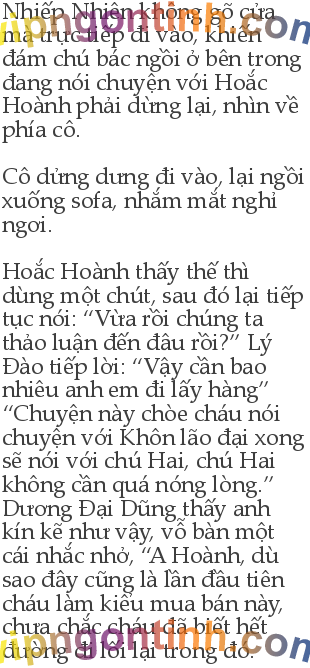 Nhiếp Nhiên không gõ cửa
mà trực tiếp đi vào, khiến
đám chú bác ngồi ở bên trong
đang nói chuyện với Hoắc
Hoành phải dừng lại, nhìn về
phía cô.
Cô dửng dưng đi vào, lại ngồi
xuống sofa, nhắm mắt nghỉ
ngơi.
Hoắc Hoành thấy thế thì
dùng một chút, sau đó lại tiếp
tục nói: “Vừa rồi chúng ta
thảo luận đến đâu rồi?” Lý
Đào tiếp lời: “Vậy cần bao
nhiêu anh em đi lấy hàng”
“Chuyện này chòe cháu nói
chuyện với Khôn lão đại xong
sẽ nói với chú Hai, chú Hai
không cần quá nóng lòng.”
Dương Đại Dũng thấy anh
kín kẽ như vậy, vỗ bàn một
cái nhắc nhở, “A Hoành, dù
sao đây cũng là lần đầu tiên
cháu làm kiểu mua bán này,
chưa chắc cháu đã biết hết
đường đi lối lại trong đó.
vipngontinh.com
vipngontinh.com